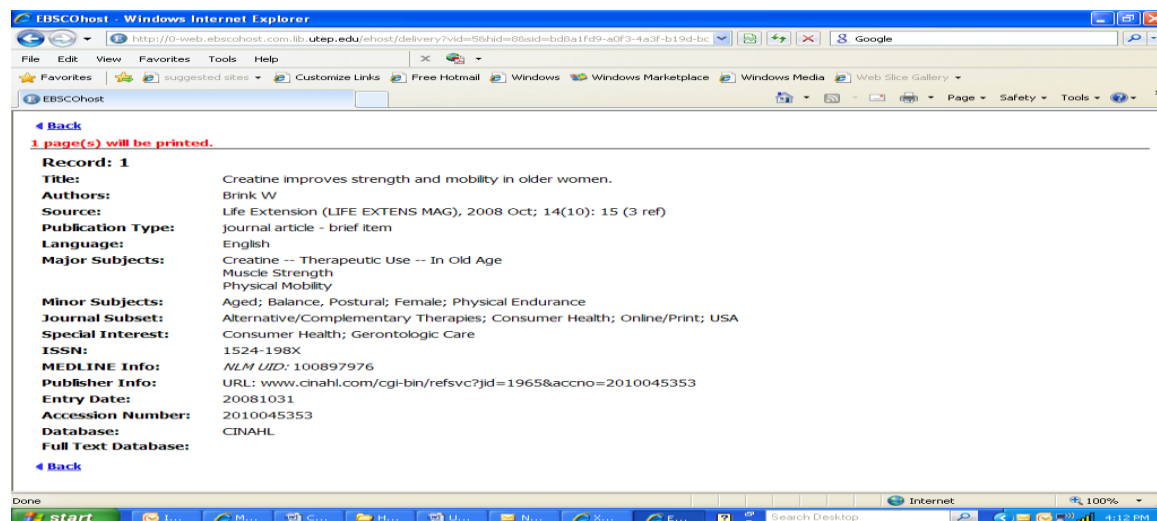 EBSCOhost - Windows Internet Explorer
http://0-web.ebscohost.com.lib.utep.edu/ehost/delivery?vid=5&hid=8&sid=bd8a1fd9-a0f3-4a3f-b19d-bc
Google
File Edit View Favorites Tools Help
Favorites suggested sites Customize Links Free Hotmail Windows Windows Marketplace Windows Media Web Slice Gallery
EBSCOhost Page Safety Tools
Back
1 page(s) will be printed.
Record: 1
Title: Creatine improves strength and mobility in older women.
Authors: Brink W
Source: Life Extension (LIFE EXTENS MAG), 2008 Oct; 14(10): 15 (3 ref)
Publication Type: journal article - brief item
Language: English
Major Subjects: Creatine -- Therapeutic Use -- In Old Age
Muscle Strength
Physical Mobility
Minor Subjects: Aged; Balance, Postural; Female; Physical Endurance
Journal Subset: Alternative/Complementary Therapies; Consumer Health; Online/Print; USA
Special Interest: Consumer Health; Gerontologic Care
ISSN: 1524-198X
MEDLINE Info: NLM UID: 100897976
Publisher Info: URL: www.cinahl.com/cgi-bin/refsvc?jid=1965&accno=2010045353
Entry Date: 20081031
Accession Number: 2010045353
Database: CINAHL
Full Text Database:
Back
Done Internet 100%
start I... M... C... H... U... N... X... E... Search Desktop 4:12 PM